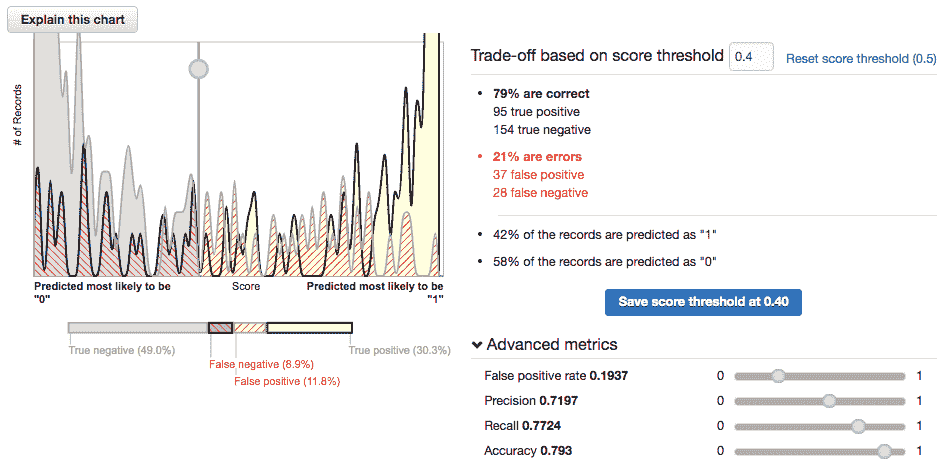 Explain this chart
# of Records
Predicted most likely to be
"0"
Score
Predicted most likely to be
"1"
True negative (49.0%)
True positive (30.3%)
False negative (8.9%)
False positive (11.8%)
Trade-off based on score threshold 0.4 Reset score threshold (0.5)
• 79% are correct
95 true positive
154 true negative
• 21% are errors
37 false positive
28 false negative
• 42% of the records are predicted as "1"
• 58% of the records are predicted as "0"
Save score threshold at 0.40
Advanced metrics
False positive rate 0.1937 0 1
Precision 0.7197 0 1
Recall 0.7724 0 1
Accuracy 0.793 0 1